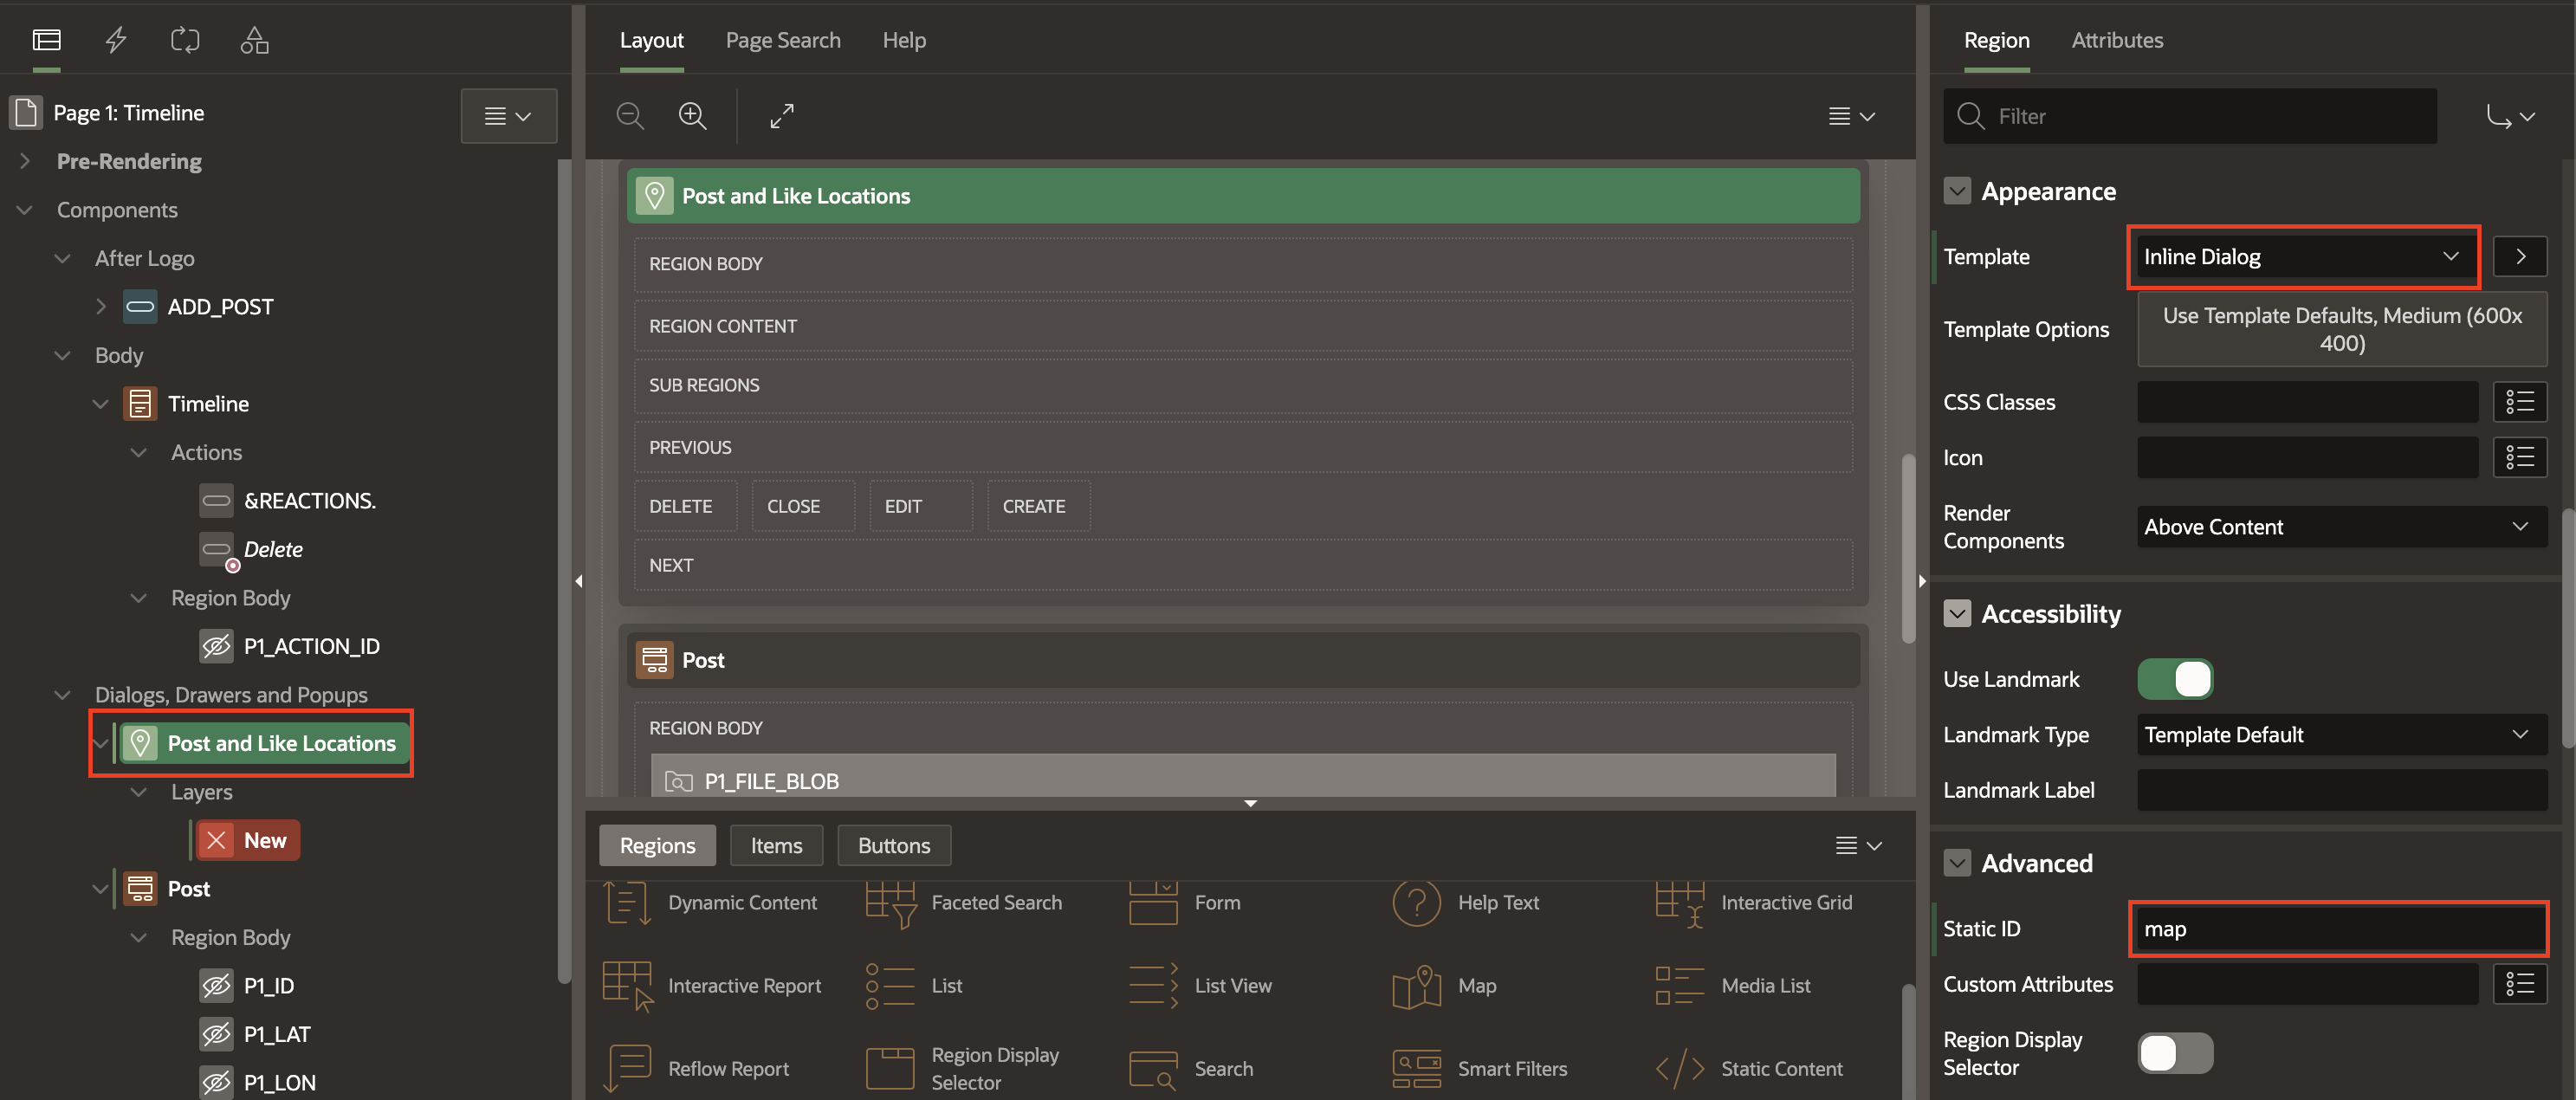 Page 1: Timeline
Pre-Rendering
Components
After Logo
ADD_POST
Body
Timeline
Actions
&REACTIONS.
Delete
Region Body
P1_ACTION_ID
Dialogs, Drawers and Popups
Post and Like Locations
Layers
New
Post
Region Body
P1_ID
P1_LAT
P1_LON
Layout Page Search Help
Post and Like Locations
REGION BODY
REGION CONTENT
SUB REGIONS
PREVIOUS
DELETE CLOSE EDIT CREATE
NEXT
Post
REGION BODY
P1_FILE_BLOB
Regions Items Buttons
Dynamic Content Faceted Search Form Help Text Interactive Grid
Interactive Report List List View Map Media List
Reflow Report Region Display Selector Search Smart Filters Static Content
Region Attributes
Filter
Appearance
Template Inline Dialog
Template Options Use Template Defaults, Medium (600x
400)
CSS Classes
Icon
Render
Components Above Content
Accessibility
Use Landmark
Landmark Type Template Default
Landmark Label
Advanced
Static ID map
Custom Attributes
Region Display
Selector